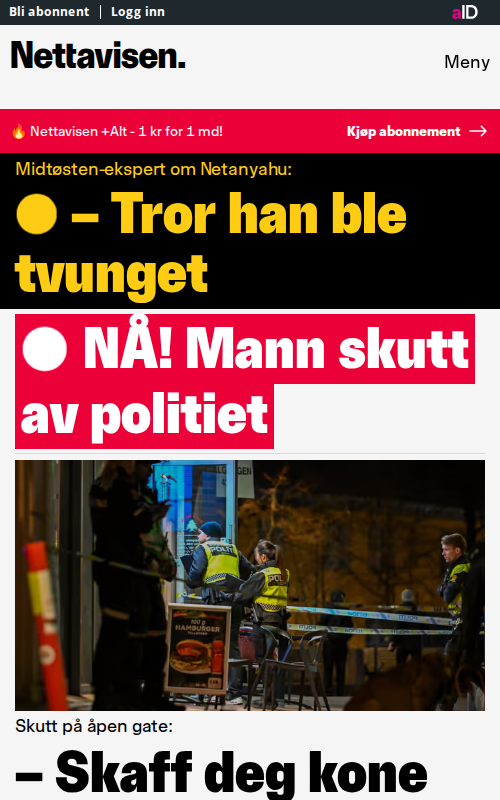 Bli abonnent | Logg inn
aID
Nettavisen.
Meny
🔥 Nettavisen +Alt - 1 kr for 1 md!
Kjøp abonnement →
Midtøsten-ekspert om Netanyahu:
– Tror han ble
tvunget
NÅ! Mann skutt
av politiet
POLITI
POLITI
100 g
HAMBURGER
Skutt på åpen gate:
– Skaff deg kone